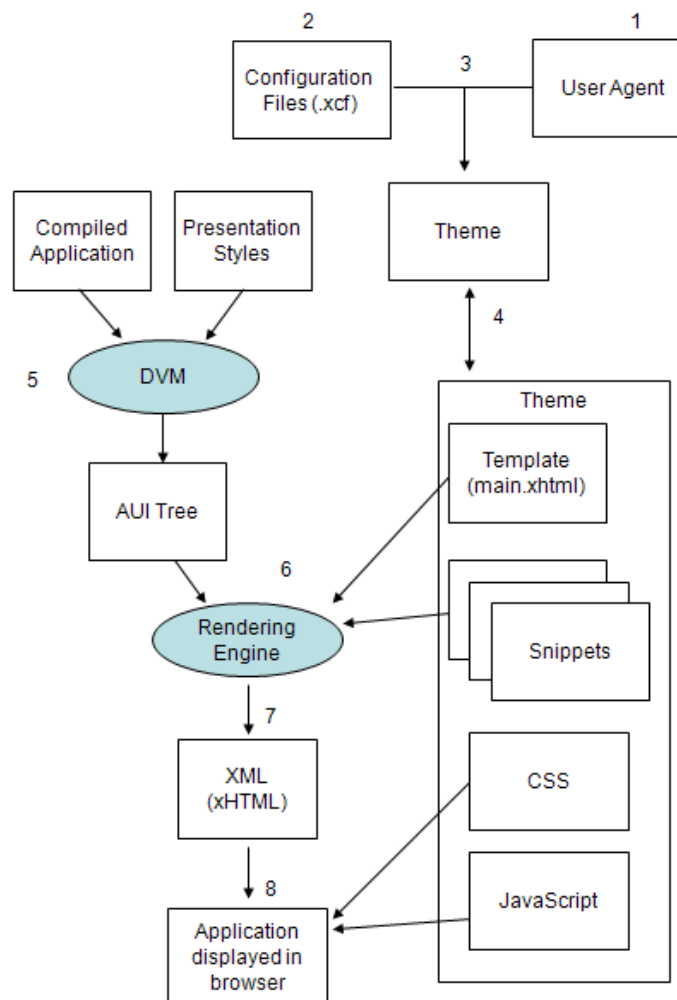 2
1
Configuration
Files (.xcf)
3
User Agent
Compiled
Application
Presentation
Styles
Theme
4
5
DVM
Theme
Template
(main.xhtml)
AUI Tree
6
Rendering
Engine
Snippets
7
XML
(xHTML)
CSS
8
JavaScript
Application
displayed in
browser